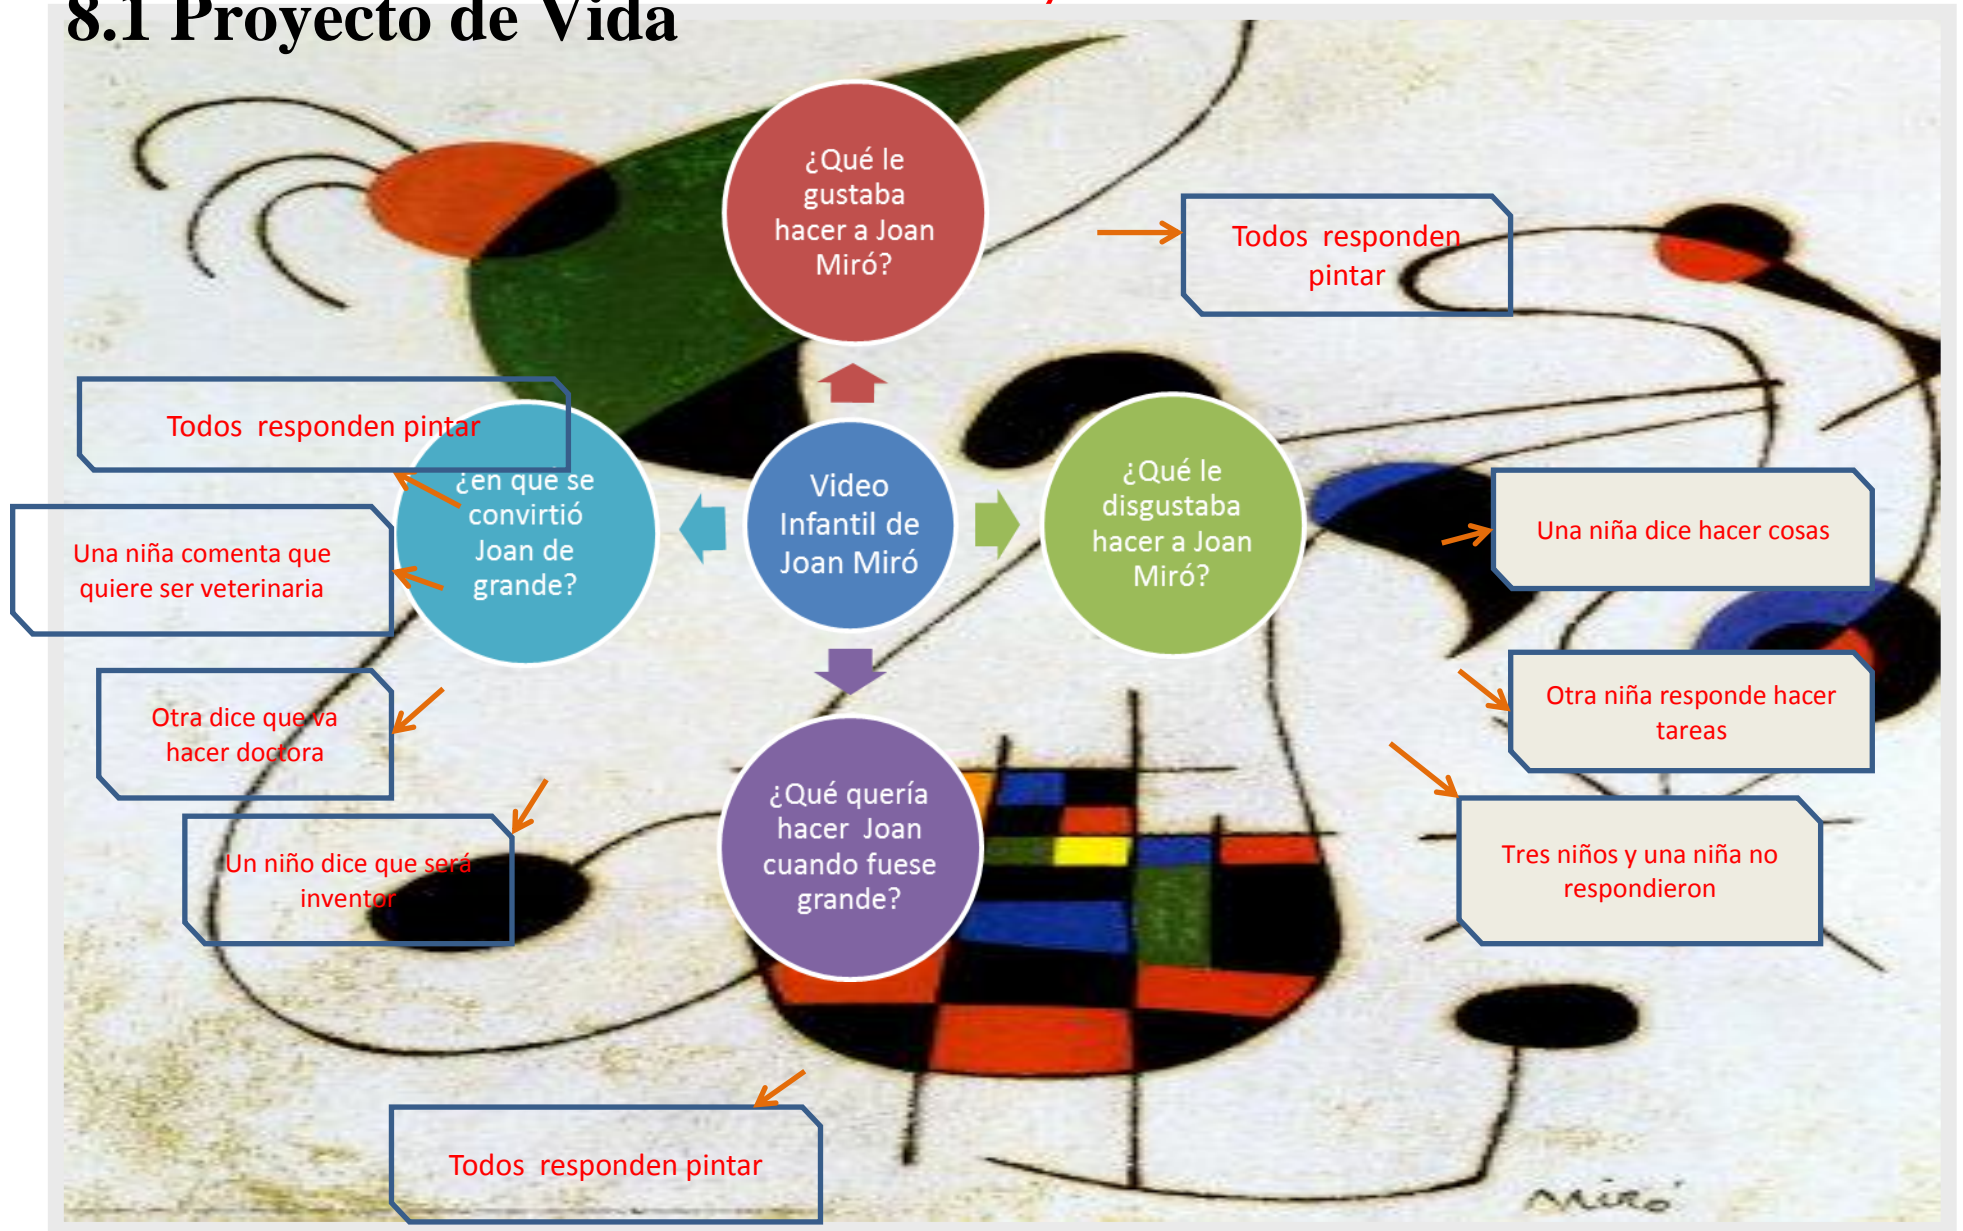 8.1 Proyecto de Vida
¿Qué le
gustaba
hacer a Joan
Miró?
Todos responden
pintar
Todos responden pintar
¿en qué se
convirtió
Joan de
grande?
Video
Infantil de
Joan Miró
¿Qué le
disgustaba
hacer a Joan
Miró?
Una niña dice hacer cosas
Una niña comenta que
quiere ser veterinaria
Otra niña responde hacer
tareas
Otra dice que va
hacer doctora
¿Qué quería
hacer Joan
cuando fuese
grande?
Tres niños y una niña no
respondieron
Un niño dice que será
inventor
Todos responden pintar
Miró